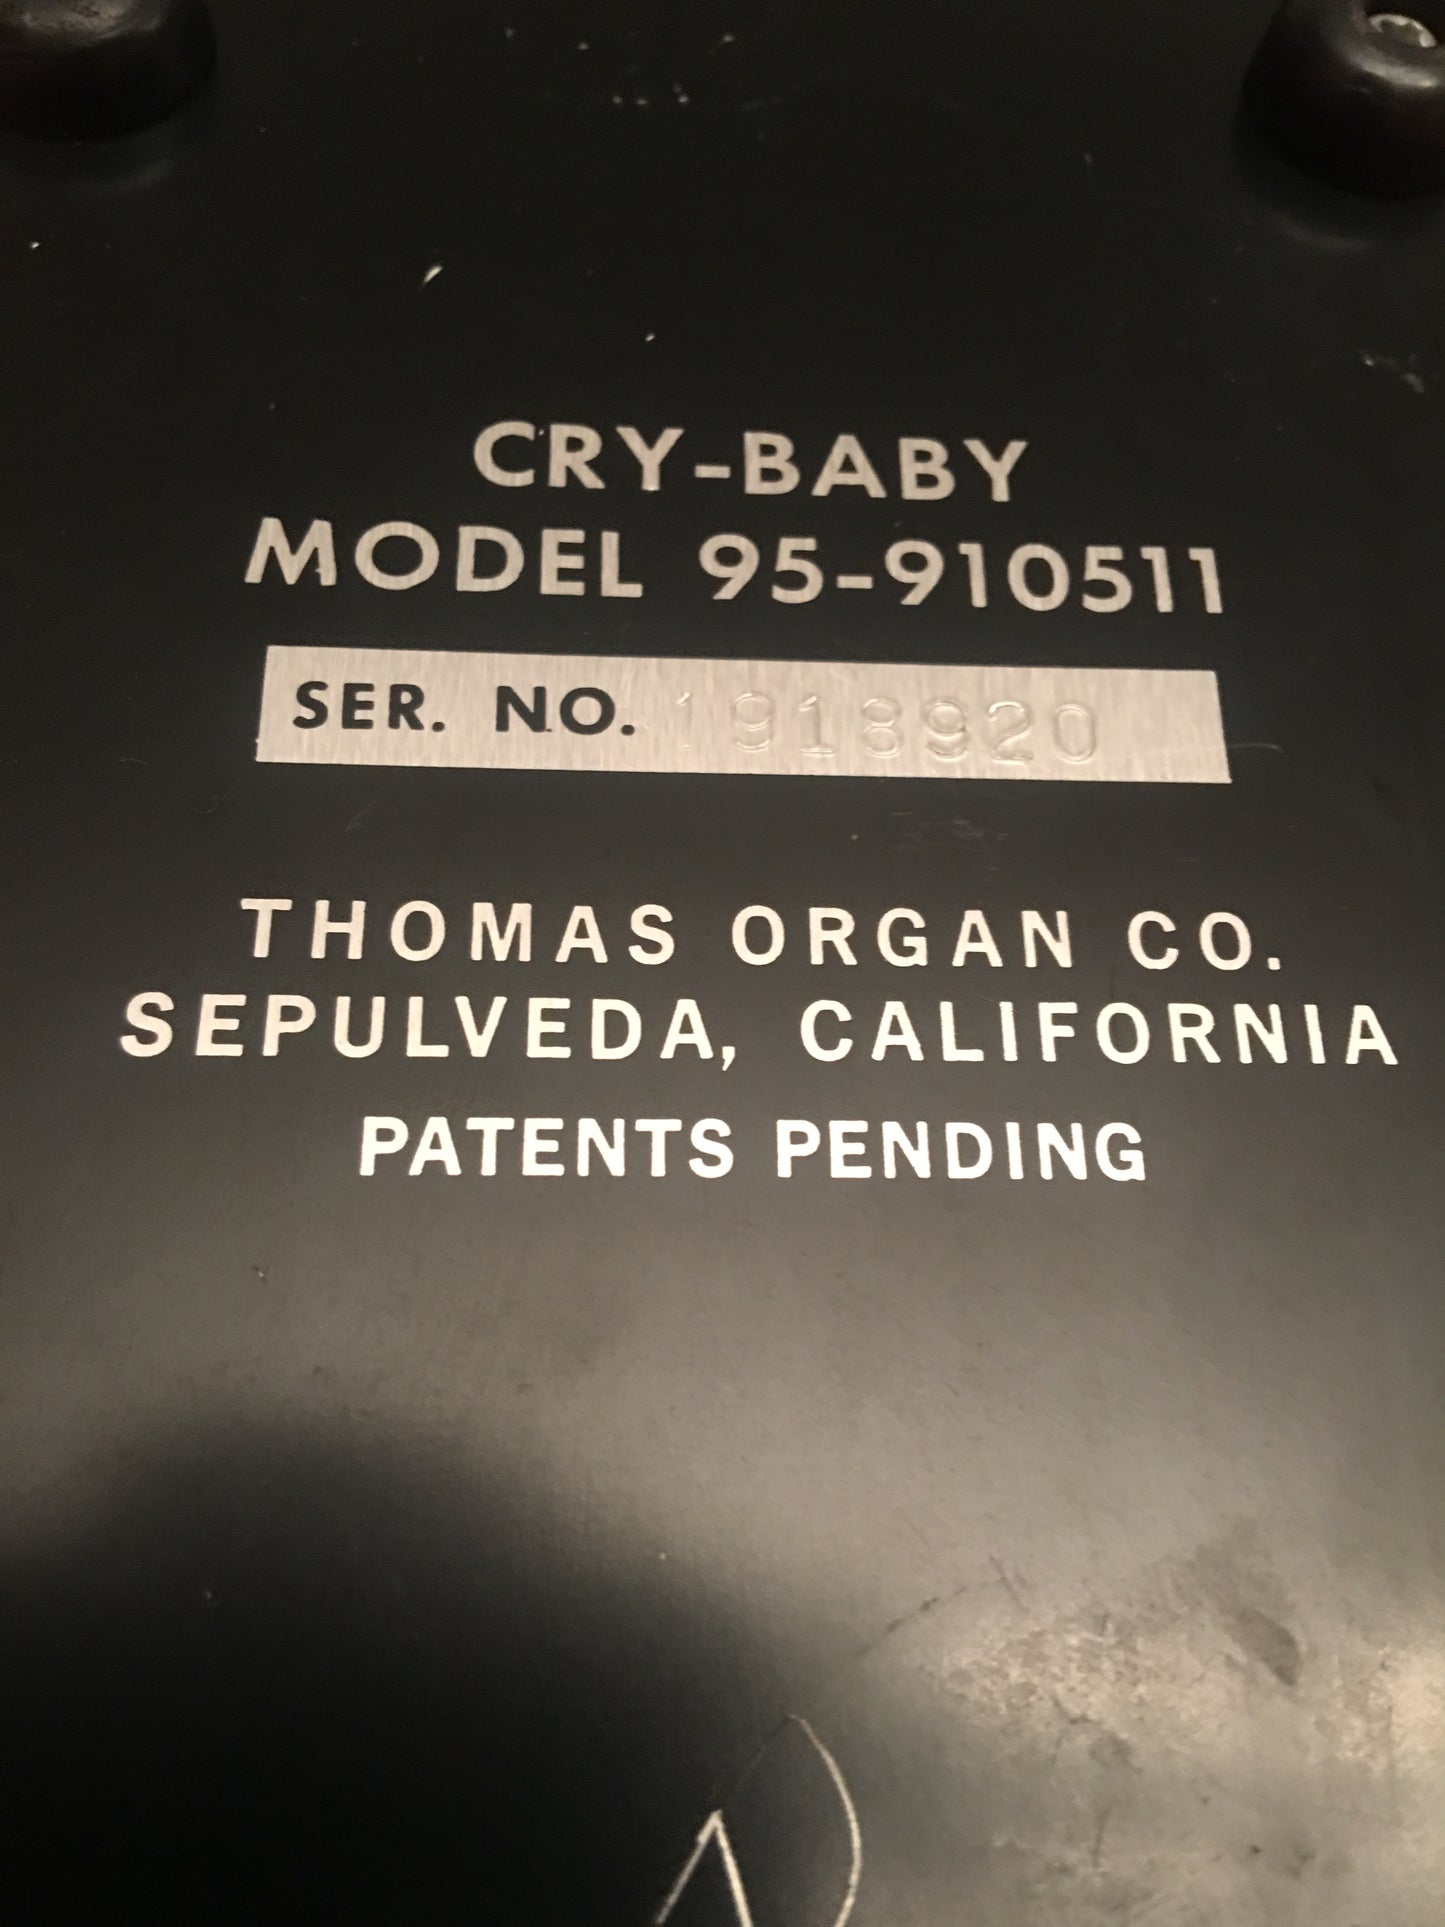 CRY-BABY
MODEL 95-910511
SER. NO. 1918920
THOMAS ORGAN CO.
SEPULVEDA, CALIFORNIA
PATENTS PENDING